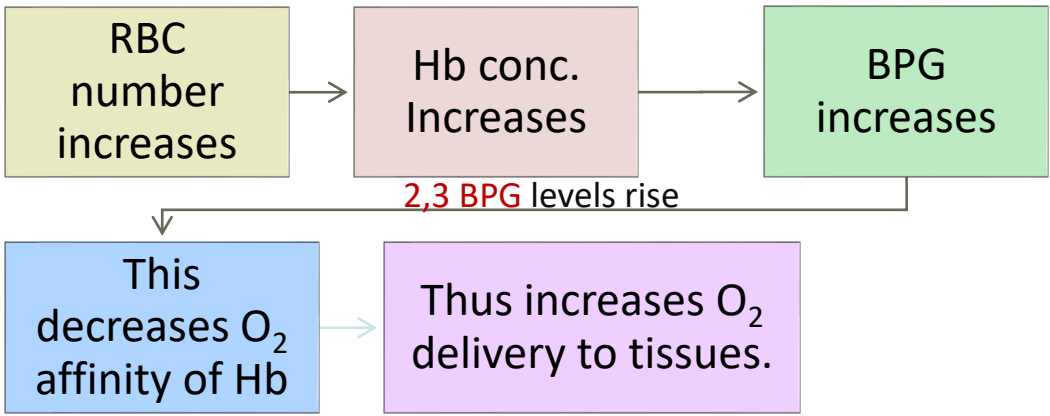 RBC
number
increases
Hb conc.
Increases
BPG
increases
2,3 BPG levels rise
This
decreases O₂
affinity of Hb
Thus increases O₂
delivery to tissues.